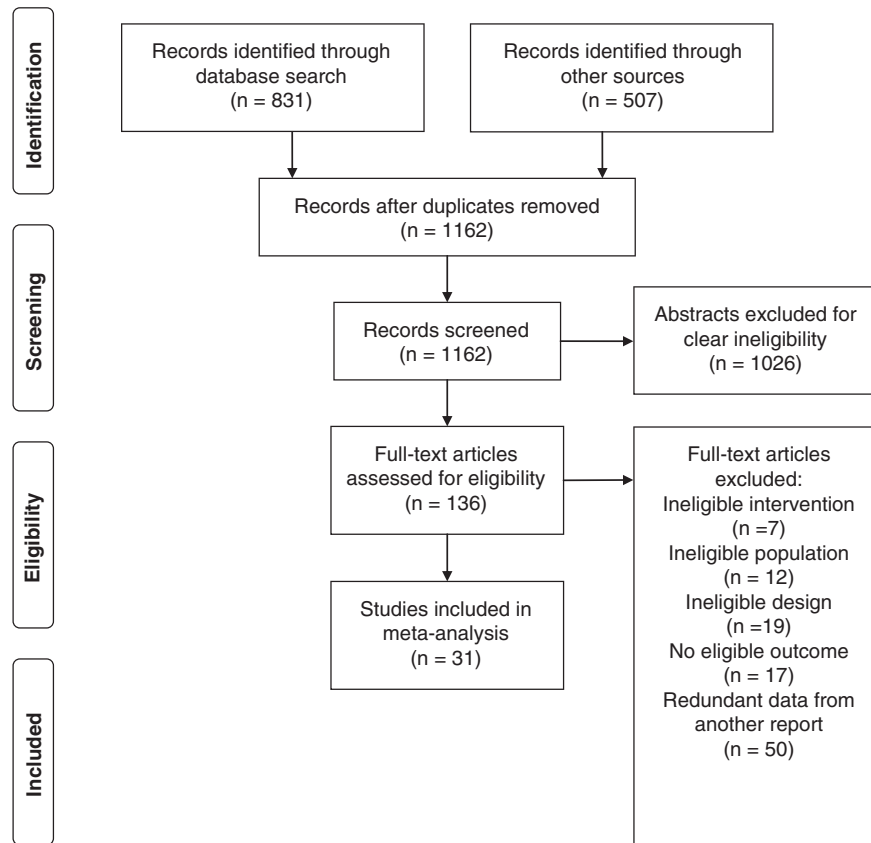 Identification
Records identified through
database search
(n = 831)
Records identified through
other sources
(n = 507)
Records after duplicates removed
(n = 1162)
Screening
Records screened
(n = 1162)
Abstracts excluded for
clear ineligibility
(n = 1026)
Eligibility
Full-text articles
assessed for eligibility
(n = 136)
Full-text articles
excluded:
Ineligible intervention
(n =7)
Ineligible population
(n = 12)
Ineligible design
(n =19)
No eligible outcome
(n = 17)
Redundant data from
another report
(n = 50)
Included
Studies included in
meta-analysis
(n = 31)